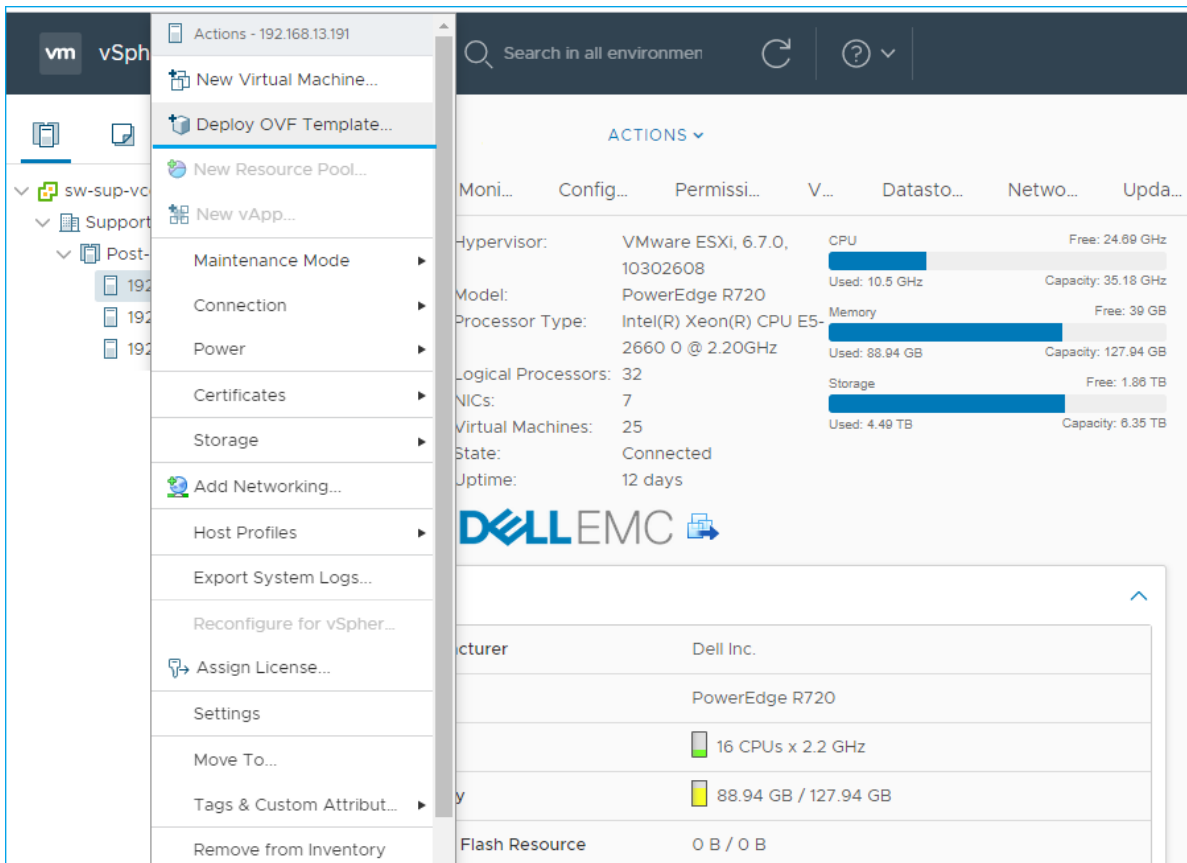 vm vSph
Search in all environmen
Actions - 192.168.13.191
New Virtual Machine...
Deploy OVF Template...
New Resource Pool...
New vApp...
Maintenance Mode
Connection
Power
Certificates
Storage
Add Networking...
Host Profiles
Export System Logs...
Reconfigure for vSpher...
Assign License...
Settings
Move To...
Tags & Custom Attribut...
Remove from Inventory
sw-sup-vc
Support
Post-
192
192
192
ACTIONS
Moni... Config... Permissi... V... Datasto... Netwo... Upda...
Hypervisor: VMware ESXi, 6.7.0,
10302608
Model: PowerEdge R720
Processor Type: Intel(R) Xeon(R) CPU E5-
2660 0 @ 2.20GHz
Logical Processors: 32
NICs: 7
Virtual Machines: 25
State: Connected
Uptime: 12 days
CPU Free: 24.69 GHz
Used: 10.5 GHz Capacity: 35.18 GHz
Memory Free: 39 GB
Used: 88.94 GB Capacity: 127.94 GB
Storage Free: 1.86 TB
Used: 4.49 TB Capacity: 6.35 TB
DELL EMC
cturer Dell Inc.
PowerEdge R720
16 CPUs x 2.2 GHz
y 88.94 GB / 127.94 GB
Flash Resource 0 B / 0 B